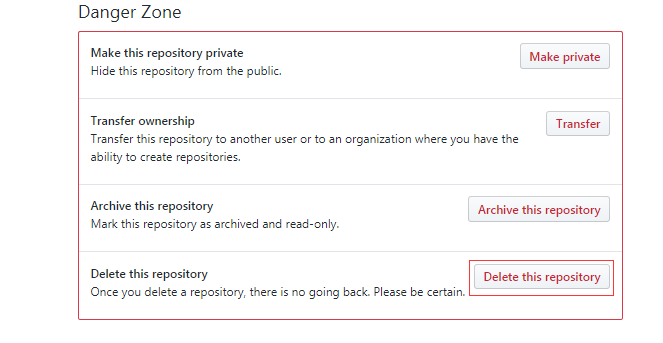 Danger Zone
Make this repository private
Hide this repository from the public.
Make private
Transfer ownership
Transfer this repository to another user or to an organization where you have the
ability to create repositories.
Transfer
Archive this repository
Mark this repository as archived and read-only.
Archive this repository
Delete this repository
Once you delete a repository, there is no going back. Please be certain.
Delete this repository